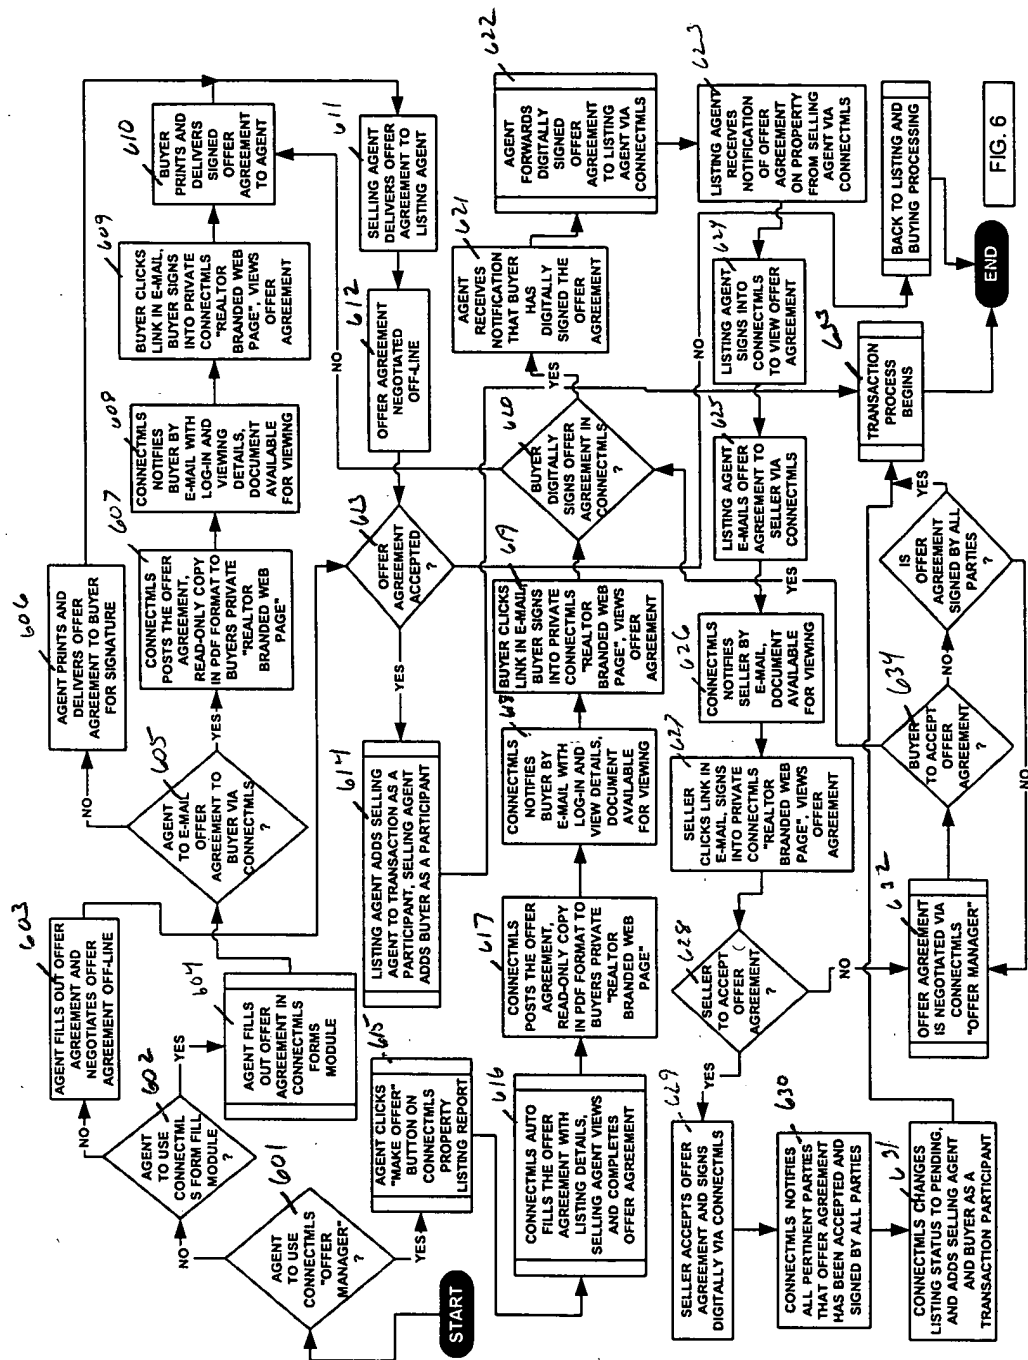 START
601
AGENT
TO USE
CONNECTMLS
"OFFER
MANAGER"
?
NO
YES
602
AGENT
TO USE
CONNECTML
S FORM FILL
MODULE
?
NO
YES
603
AGENT FILLS OUT OFFER
AGREEMENT AND
NEGOTIATES OFFER
AGREEMENT OFF-LINE
604
AGENT FILLS
OUT OFFER
AGREEMENT IN
CONNECTMLS
FORMS
MODULE
605
AGENT
TO E-MAIL
OFFER
AGREEMENT TO
BUYER VIA
CONNECTMLS
?
NO
YES
606
AGENT PRINTS AND
DELIVERS OFFER
AGREEMENT TO BUYER
FOR SIGNATURE
607
CONNECTMLS
POSTS THE OFFER
AGREEMENT,
READ-ONLY COPY
IN PDF FORMAT TO
BUYERS PRIVATE
"REALTOR
BRANDED WEB
PAGE"
608
CONNECTMLS
NOTIFIES
BUYER BY
E-MAIL WITH
LOG-IN AND
VIEWING
DETAILS,
DOCUMENT
AVAILABLE
FOR VIEWING
609
BUYER CLICKS
LINK IN E-MAIL,
BUYER SIGNS
INTO PRIVATE
CONNECTMLS
"REALTOR
BRANDED WEB
PAGE", VIEWS
OFFER
AGREEMENT
610
BUYER
PRINTS AND
DELIVERS
SIGNED
OFFER
AGREEMENT
TO AGENT
611
SELLING AGENT
DELIVERS OFFER
AGREEMENT TO
LISTING AGENT
612
OFFER AGREEMENT
NEGOTIATED
OFF-LINE
613
OFFER
AGREEMENT
ACCEPTED
?
YES
NO
614
LISTING AGENT ADDS SELLING
AGENT TO TRANSACTION AS A
PARTICIPANT, SELLING AGENT
ADDS BUYER AS A PARTICIPANT
615
AGENT CLICKS
"MAKE OFFER"
BUTTON ON
CONNECTMLS
PROPERTY
LISTING REPORT
616
CONNECTMLS AUTO
FILLS THE OFFER
AGREEMENT WITH
LISTING DETAILS,
SELLING AGENT VIEWS
AND COMPLETES
OFFER AGREEMENT
617
CONNECTMLS
POSTS THE OFFER
AGREEMENT,
READ-ONLY COPY
IN PDF FORMAT TO
BUYERS PRIVATE
"REALTOR
BRANDED WEB
PAGE"
618
CONNECTMLS
NOTIFIES
BUYER BY
E-MAIL WITH
LOG-IN AND
VIEW DETAILS,
DOCUMENT
AVAILABLE
FOR VIEWING
619
BUYER CLICKS
LINK IN E-MAIL,
BUYER SIGNS
INTO PRIVATE
CONNECTMLS
"REALTOR
BRANDED WEB
PAGE", VIEWS
OFFER
AGREEMENT
620
BUYER
DIGITALLY
SIGNS OFFER
AGREEMENT IN
CONNECTMLS
?
NO
YES
621
AGENT
RECEIVES
NOTIFICATION
THAT BUYER
HAS
DIGITALLY
SIGNED THE
OFFER
AGREEMENT
622
AGENT
FORWARDS
DIGITALLY
SIGNED
OFFER
AGREEMENT
TO LISTING
AGENT VIA
CONNECTMLS
623
LISTING AGENT
RECEIVES
NOTIFICATION
OF OFFER
AGREEMENT
ON PROPERTY
FROM SELLING
AGENT VIA
CONNECTMLS
624
LISTING AGENT
SIGNS INTO
CONNECTMLS
TO VIEW OFFER
AGREEMENT
625
LISTING AGENT
E-MAILS OFFER
AGREEMENT TO
SELLER VIA
CONNECTMLS
YES
626
CONNECTMLS
NOTIFIES
SELLER BY
E-MAIL,
DOCUMENT
AVAILABLE
FOR VIEWING
627
SELLER
CLICKS LINK IN
E-MAIL, SIGNS
INTO PRIVATE
CONNECTMLS
"REALTOR
BRANDED WEB
PAGE", VIEWS
OFFER
AGREEMENT
628
SELLER
TO ACCEPT
OFFER
AGREEMENT
?
YES
NO
629
SELLER ACCEPTS OFFER
AGREEMENT AND SIGNS
DIGITALLY VIA CONNECTMLS
630
CONNECTMLS NOTIFIES
ALL PERTINENT PARTIES
THAT OFFER AGREEMENT
HAS BEEN ACCEPTED AND
SIGNED BY ALL PARTIES
631
CONNECTMLS CHANGES
LISTING STATUS TO PENDING,
AND ADDS SELLING AGENT
AND BUYER AS A
TRANSACTION PARTICIPANT
632
OFFER AGREEMENT
IS NEGOTIATED VIA
CONNECTMLS
"OFFER MANAGER"
634
BUYER
TO ACCEPT
OFFER
AGREEMENT
?
NO
IS
OFFER
AGREEMENT
SIGNED BY ALL
PARTIES
?
YES
NO
633
TRANSACTION
PROCESS
BEGINS
BACK TO LISTING AND
BUYING PROCESSING
END
FIG. 6